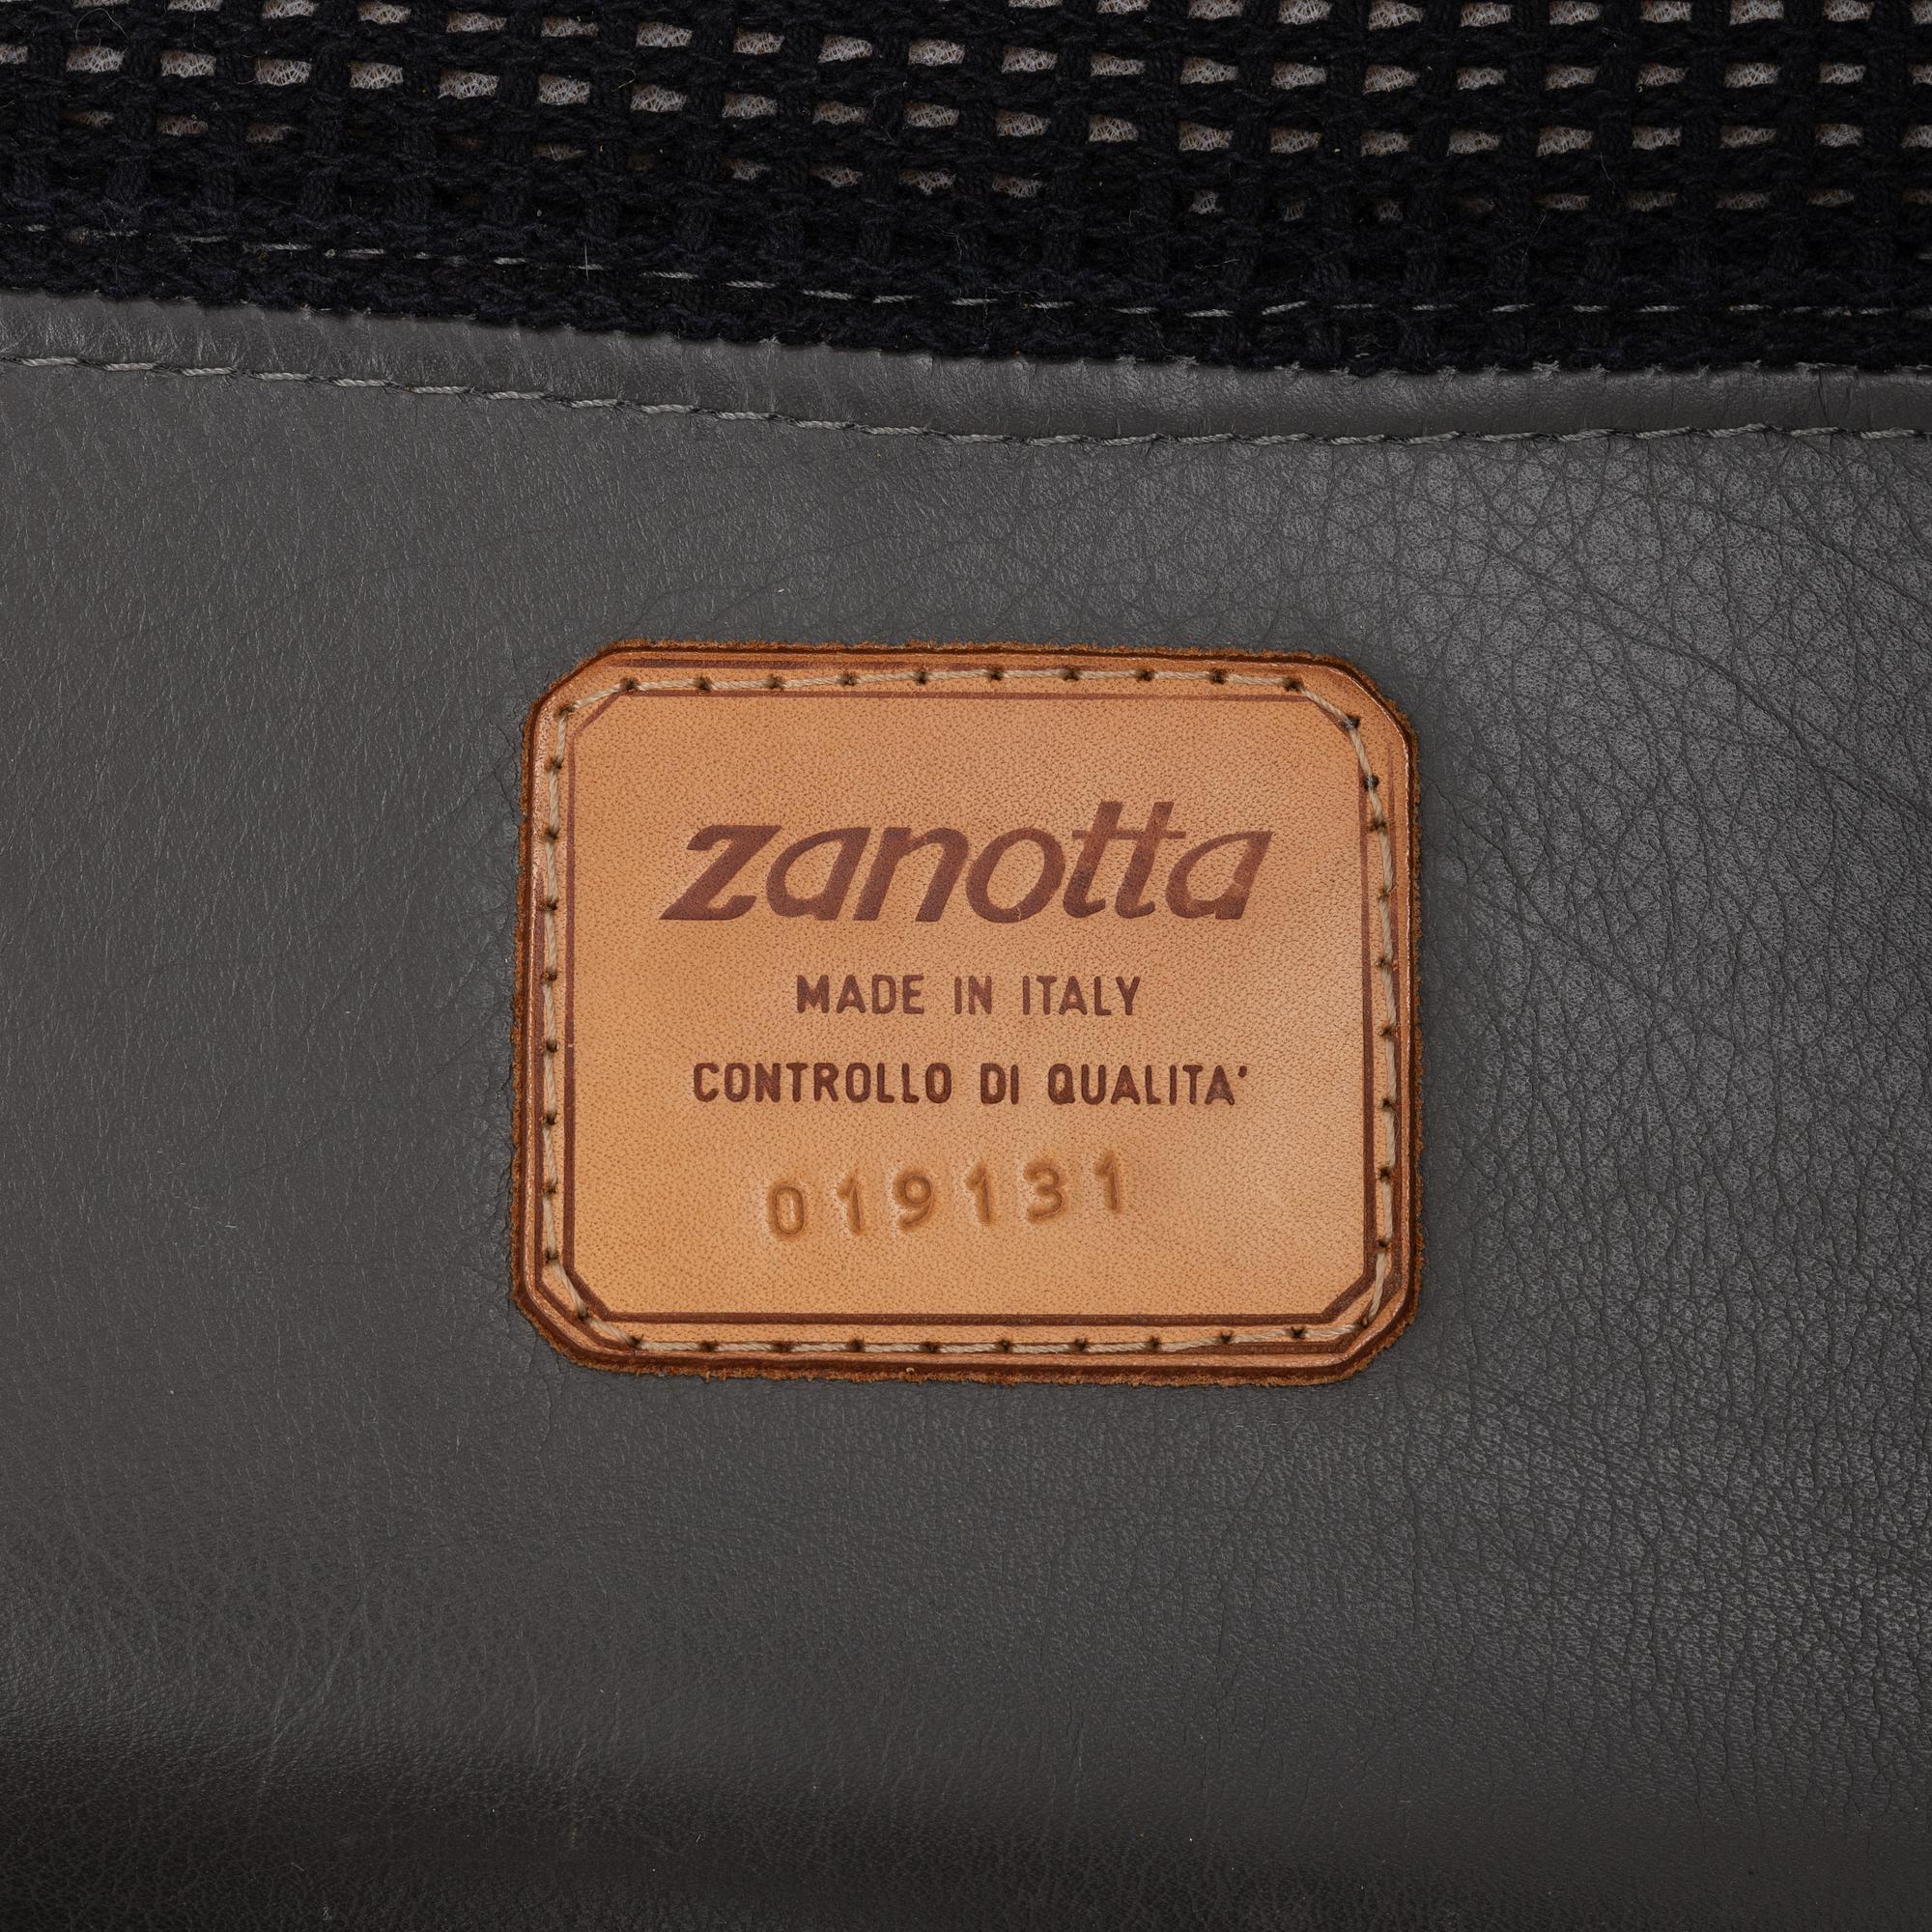 zanotta
MADE IN ITALY
CONTROLLO DI QUALITA'
019131